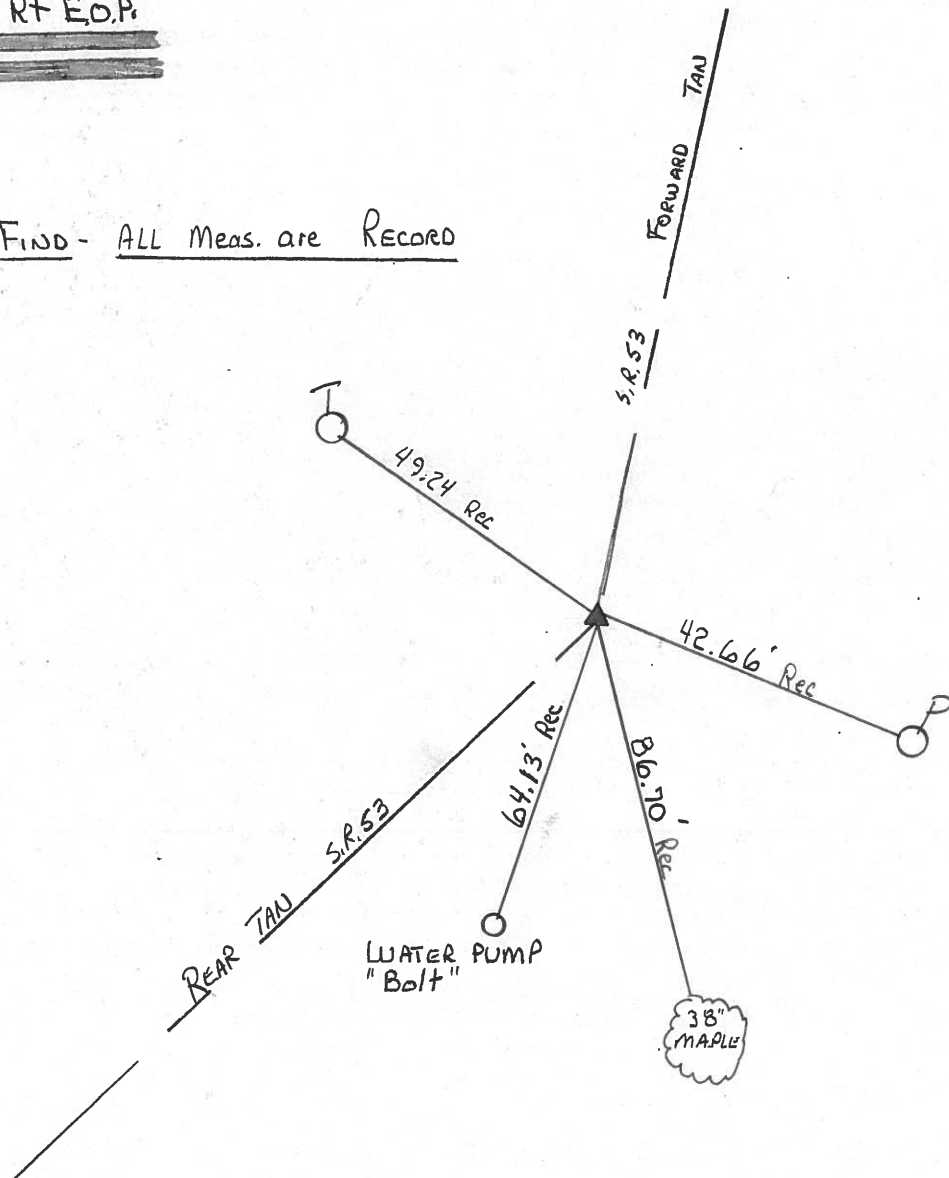 Rt E.O.P.
FIND - ALL Meas. are RECORD
FORWARD TAN
S.R.53
T
49.24 Rec
42.66' Rec
P
64.13' Rec
86.70' Rec
REAR TAN S.R.53
WATER PUMP
"Bolt"
38"
MAPLE